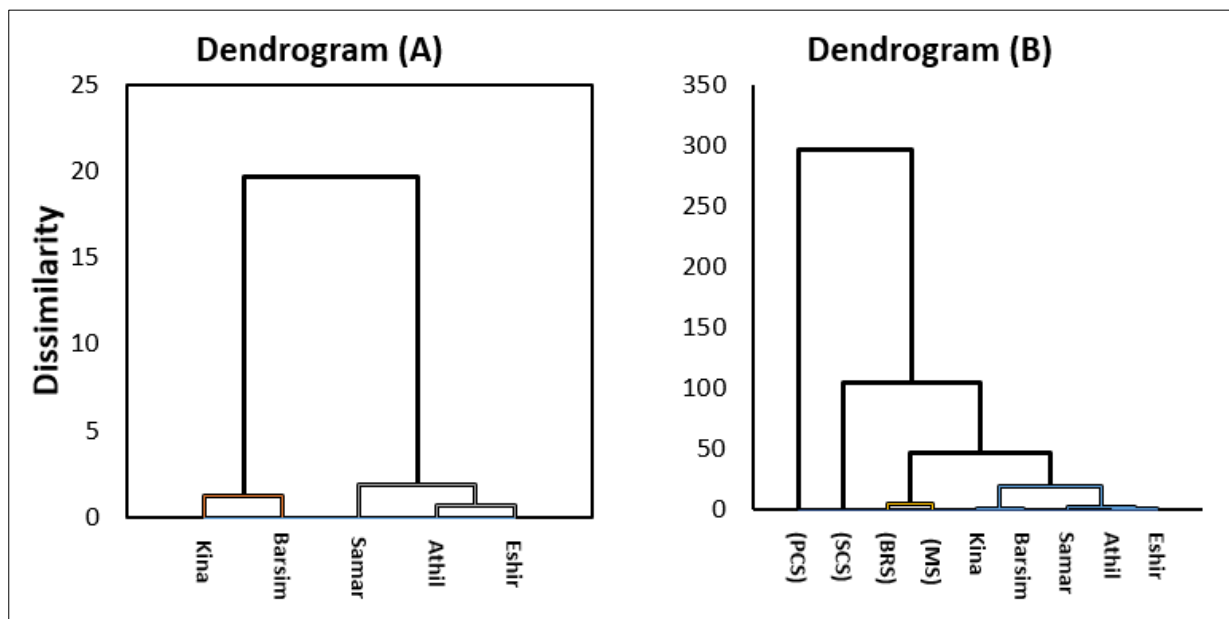 Dendrogram (A)
Dissimilarity
25
20
15
10
5
0
Kina
Barsim
Samar
Athil
Eshir
Dendrogram (B)
350
300
250
200
150
100
50
0
(PCS)
(SCS)
(BRS)
(MS)
Kina
Barsim
Samar
Athil
Eshir